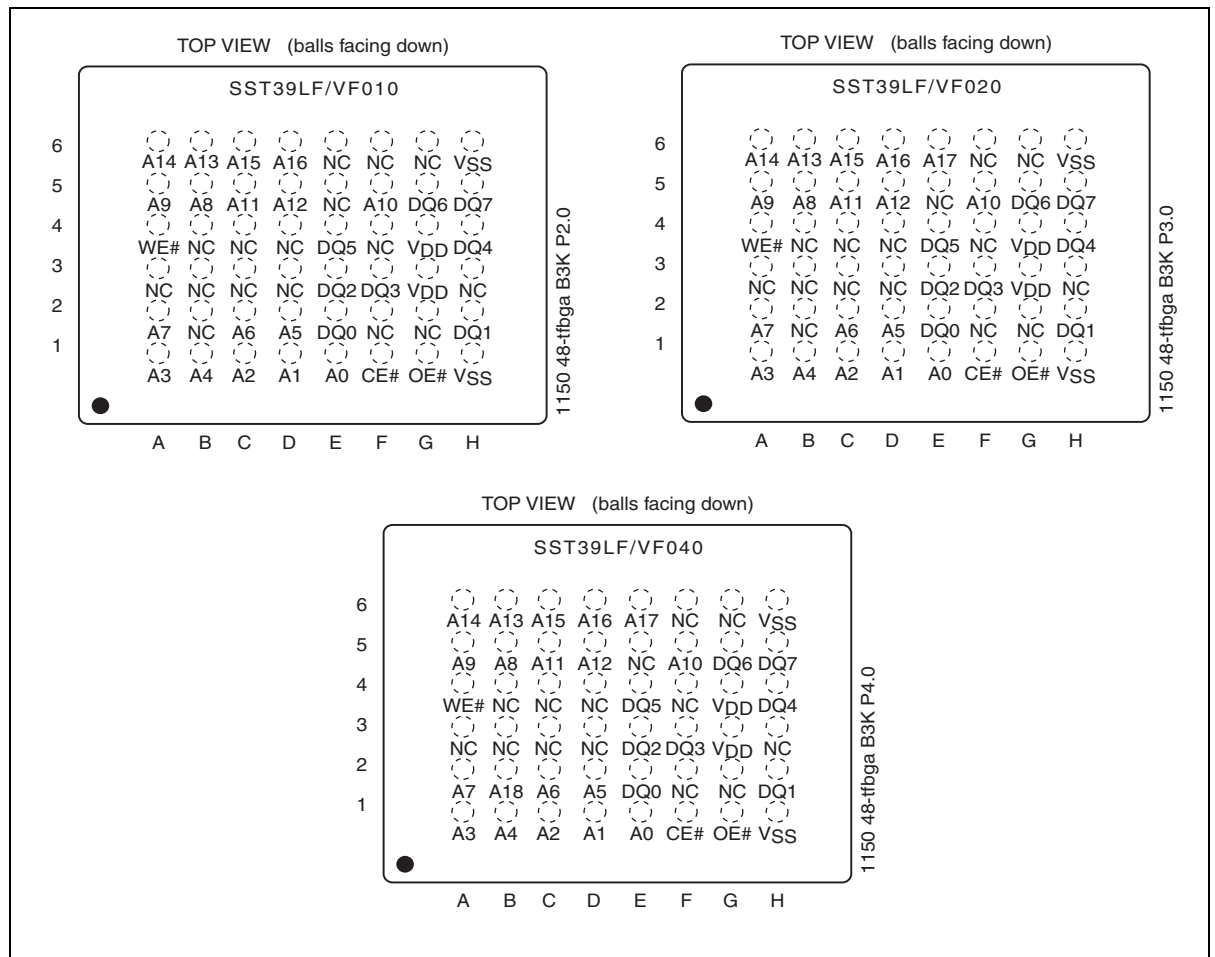 TOP VIEW (balls facing down)
SST39LF/VF010
6
A14 A13 A15 A16 NC NC NC VSS
5
A9 A8 A11 A12 NC A10 DQ6 DQ7
4
WE# NC NC NC DQ5 NC VDD DQ4
3
NC NC NC NC DQ2 DQ3 VDD NC
2
A7 NC A6 A5 DQ0 NC NC DQ1
1
A3 A4 A2 A1 A0 CE# OE# VSS
A B C D E F G H
1150 48-tfbga B3K P2.0
TOP VIEW (balls facing down)
SST39LF/VF020
6
A14 A13 A15 A16 A17 NC NC VSS
5
A9 A8 A11 A12 NC A10 DQ6 DQ7
4
WE# NC NC NC DQ5 NC VDD DQ4
3
NC NC NC NC DQ2 DQ3 VDD NC
2
A7 NC A6 A5 DQ0 NC NC DQ1
1
A3 A4 A2 A1 A0 CE# OE# VSS
A B C D E F G H
1150 48-tfbga B3K P3.0
TOP VIEW (balls facing down)
SST39LF/VF040
6
A14 A13 A15 A16 A17 NC NC VSS
5
A9 A8 A11 A12 NC A10 DQ6 DQ7
4
WE# NC NC NC DQ5 NC VDD DQ4
3
NC NC NC NC DQ2 DQ3 VDD NC
2
A7 A18 A6 A5 DQ0 NC NC DQ1
1
A3 A4 A2 A1 A0 CE# OE# VSS
A B C D E F G H
1150 48-tfbga B3K P4.0